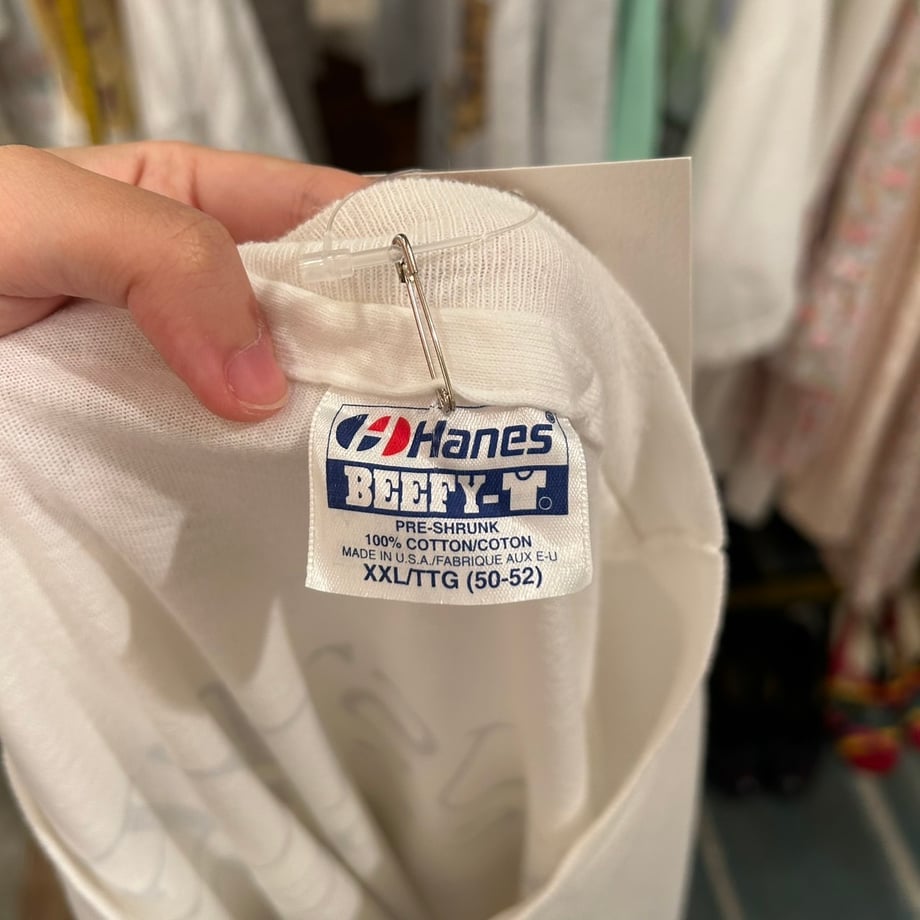 Hanes®
BEEFY-T®
PRE-SHRUNK
100% COTTON/COTON
MADE IN U.S.A./FABRIQUE AUX E-U
XXL/TTG (50-52)